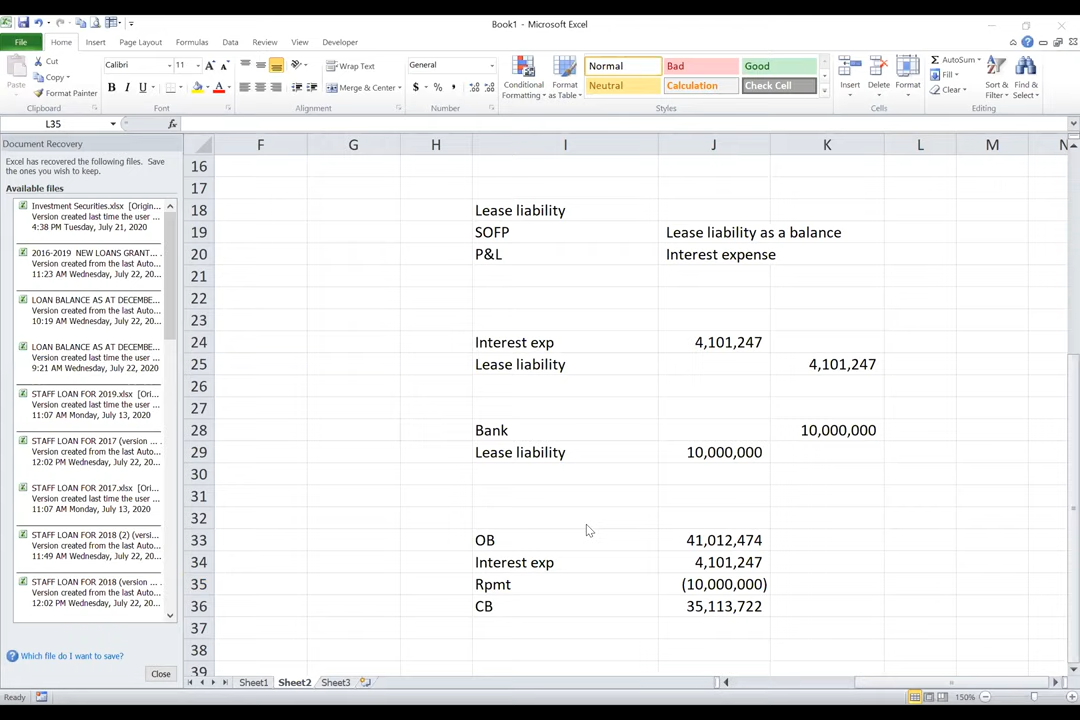 Book1 - Microsoft Excel
File Home Insert Page Layout Formulas Data Review View Developer
Paste
Cut
Copy
Format Painter
Clipboard
Calibri 11
B I U
Font
Wrap Text
Merge & Center
Alignment
General
$ % ,
Number
Conditional Formatting
Format as Table
Normal Bad Good
Neutral Calculation Check Cell
Styles
Insert Delete Format
Cells
AutoSum
Fill
Clear
Sort & Filter
Find & Select
Editing
L35 fx
Document Recovery
Excel has recovered the following files. Save
the ones you wish to keep.
Available files
Investment Securities.xlsx [Origin...
Version created last time the user ...
4:38 PM Tuesday, July 21, 2020
2016-2019 NEW LOANS GRANT...
Version created from the last Auto...
11:23 AM Wednesday, July 22, 2020
LOAN BALANCE AS AT DECEMBE...
Version created from the last Auto...
10:19 AM Wednesday, July 22, 2020
LOAN BALANCE AS AT DECEMBE...
Version created last time the user ...
9:21 AM Wednesday, July 22, 2020
STAFF LOAN FOR 2019.xlsx [Ori...
Version created from the last Auto...
11:07 AM Monday, July 13, 2020
STAFF LOAN FOR 2017 (version ...
Version created from the last Auto...
12:02 PM Wednesday, July 22, 2020
STAFF LOAN FOR 2017.xlsx [Ori...
Version created last time the user ...
11:07 AM Monday, July 13, 2020
STAFF LOAN FOR 2018 (2) (versi...
Version created from the last Auto...
11:49 AM Wednesday, July 22, 2020
STAFF LOAN FOR 2018 (version ...
Version created from the last Auto...
12:02 PM Wednesday, July 22, 2020
Which file do I want to save?
Close
F G H I J K L M N
16
17
18 Lease liability
19 SOFP Lease liability as a balance
20 P&L Interest expense
21
22
23
24 Interest exp 4,101,247
25 Lease liability 4,101,247
26
27
28 Bank 10,000,000
29 Lease liability 10,000,000
30
31
32
33 OB 41,012,474
34 Interest exp 4,101,247
35 Rpmt (10,000,000)
36 CB 35,113,722
37
38
39
Sheet1 Sheet2 Sheet3
Ready 150%